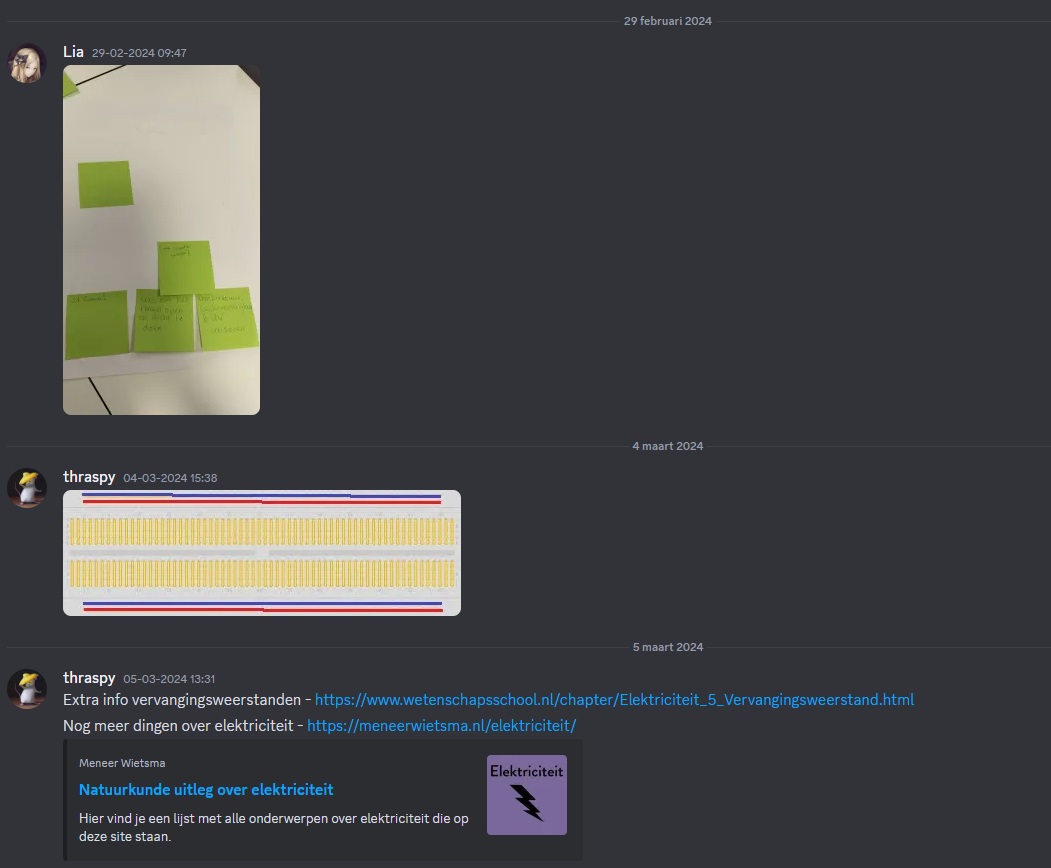 29 februari 2024
Lia 29-02-2024 09:47
4 maart 2024
thraspy 04-03-2024 15:38
5 maart 2024
thraspy 05-03-2024 13:31
Extra info vervangingsweerstanden - https://www.wetenschapsschool.nl/chapter/Elektriciteit_5_Vervangingsweerstand.html
Nog meer dingen over elektriciteit - https://meneerwietsma.nl/elektriciteit/
Meneer Wietsma
Natuurkunde uitleg over elektriciteit
Hier vind je een lijst met alle onderwerpen over elektriciteit die op
deze site staan.
Elektriciteit